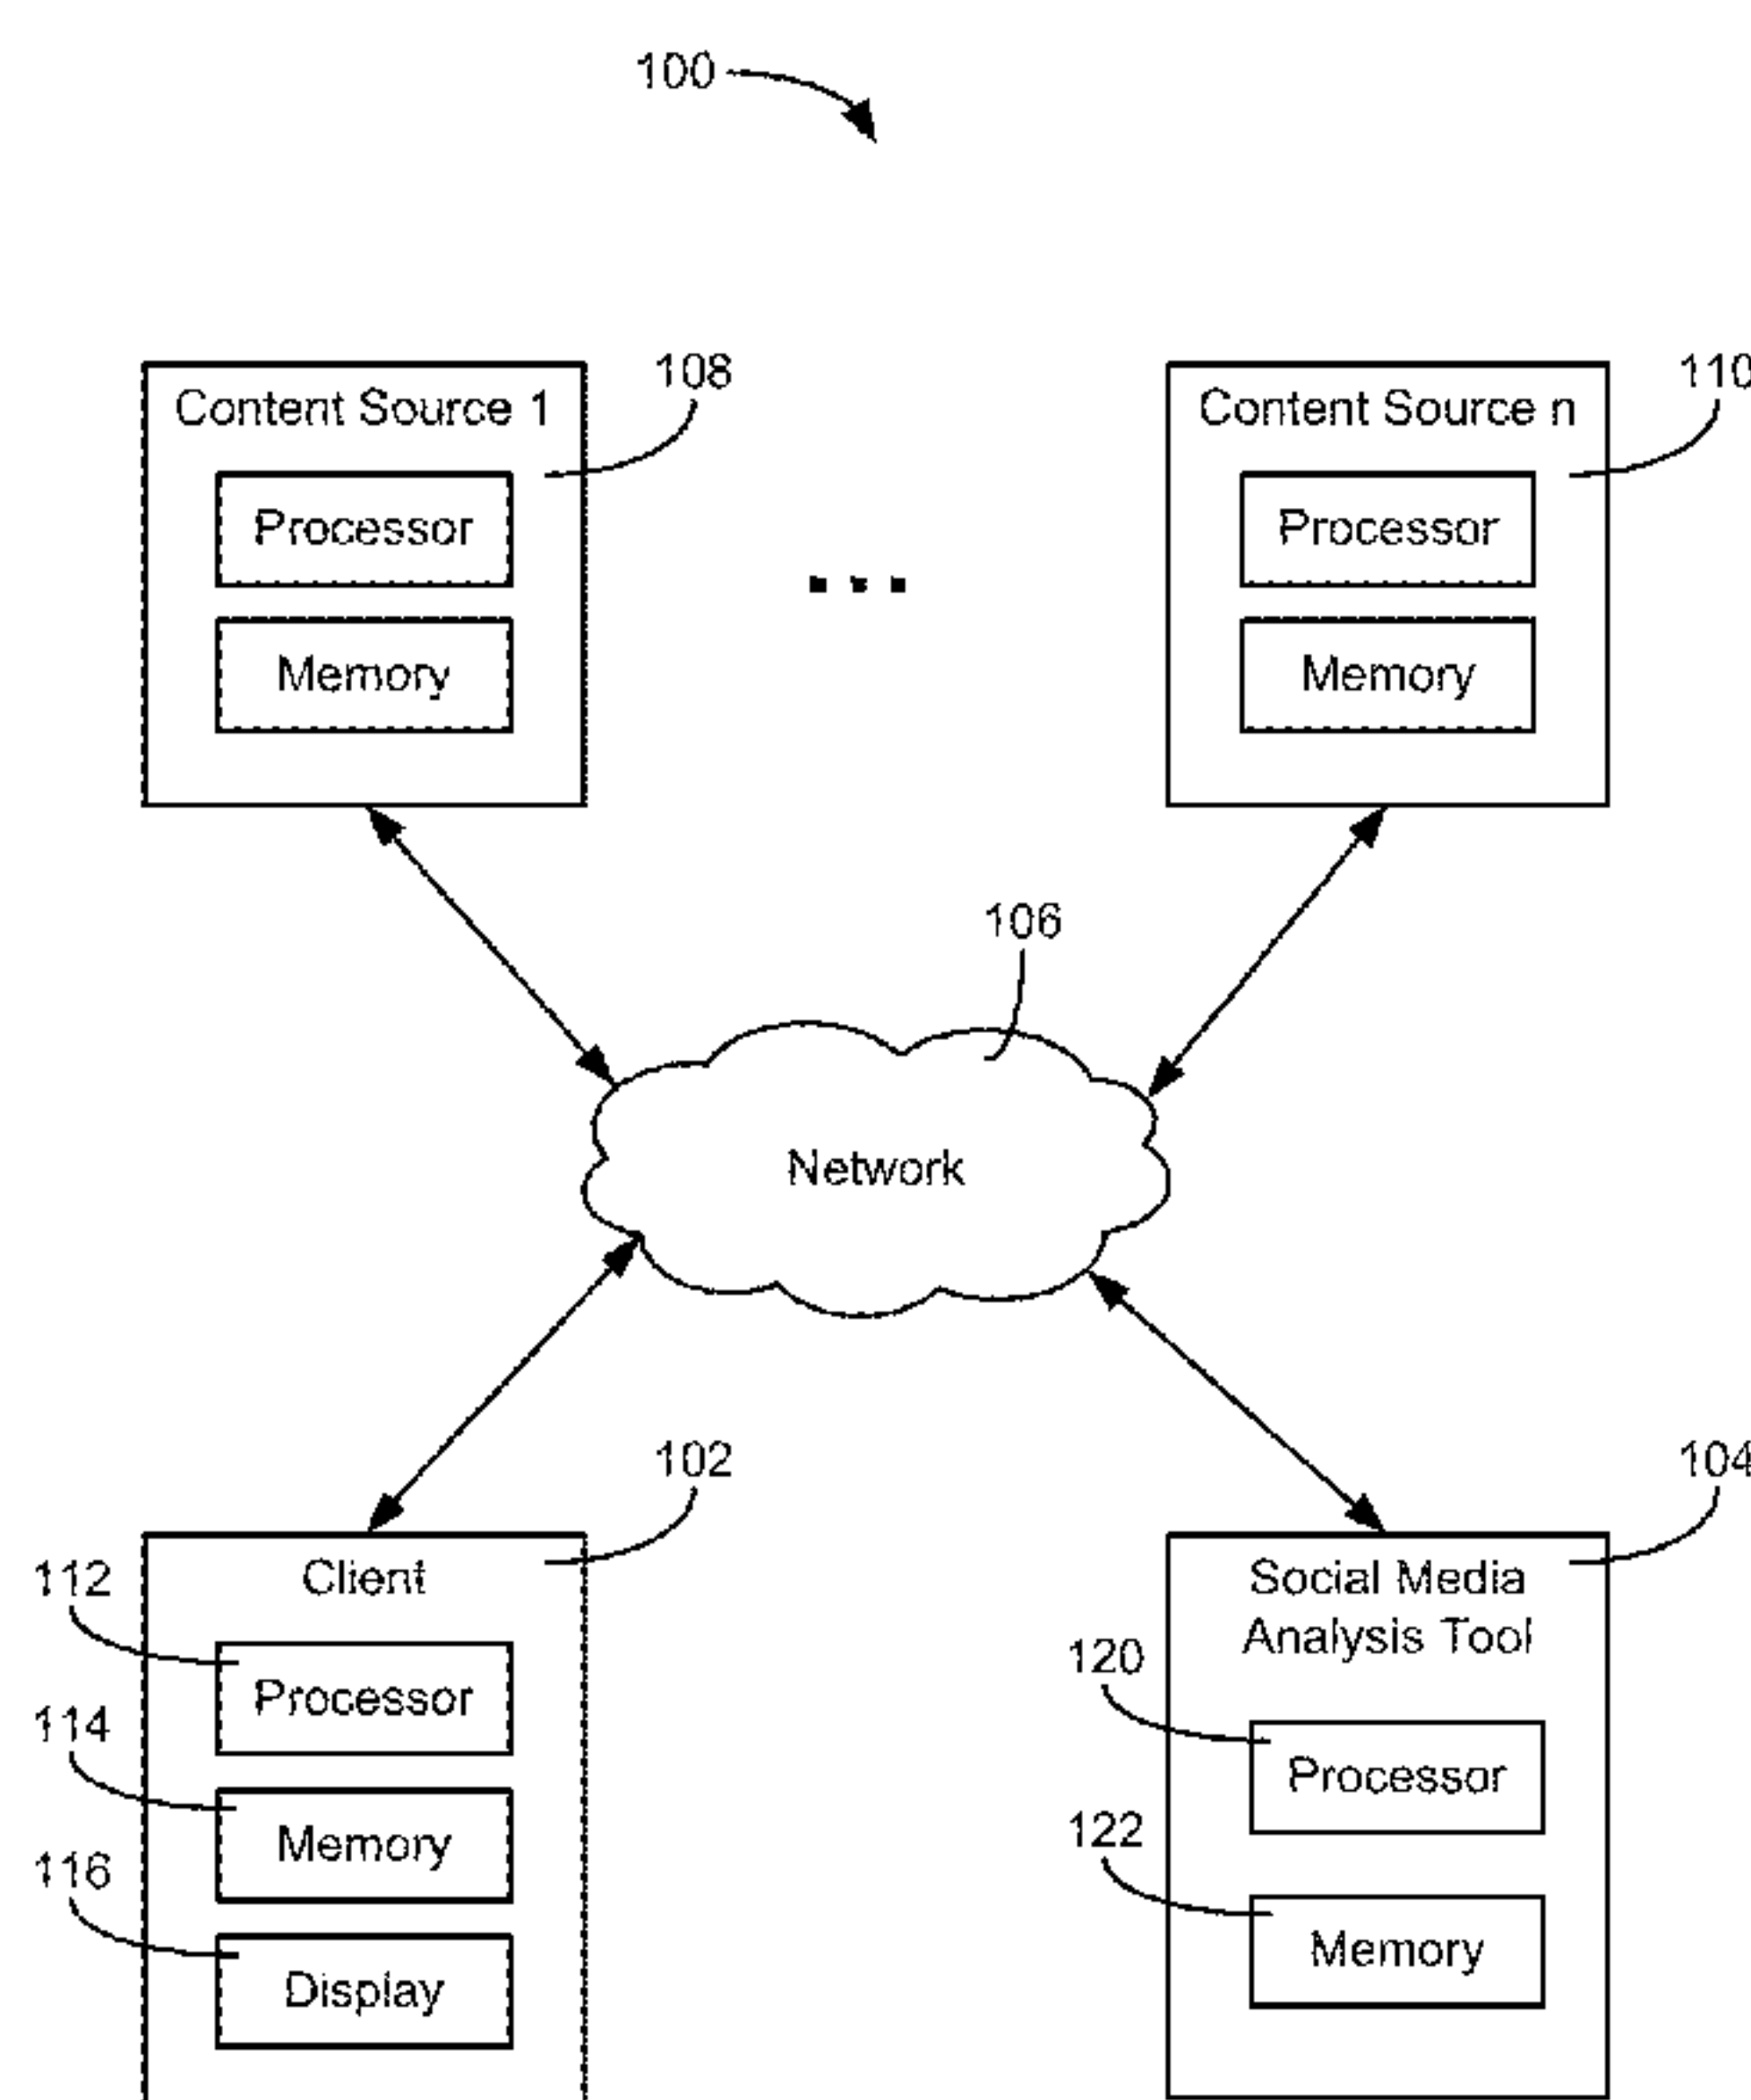 100
108
110
Content Source 1
Content Source n
Processor
Processor
Memory
Memory
106
Network
102
104
112
Client
Social Media
Analysis Tool
120
Processor
Processor
114
122
Memory
Memory
116
Display